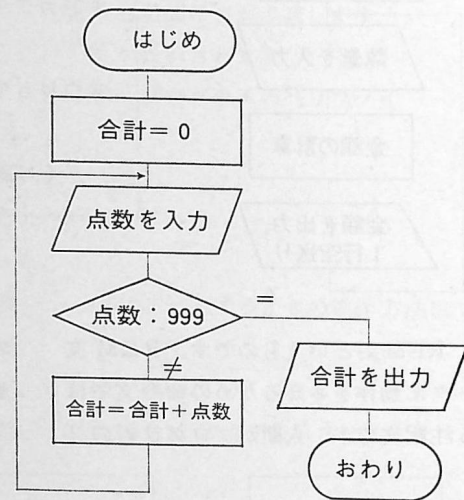 はじめ
合計＝0
点数を入力
点数：999
＝
≠
合計＝合計＋点数
合計を出力
おわり